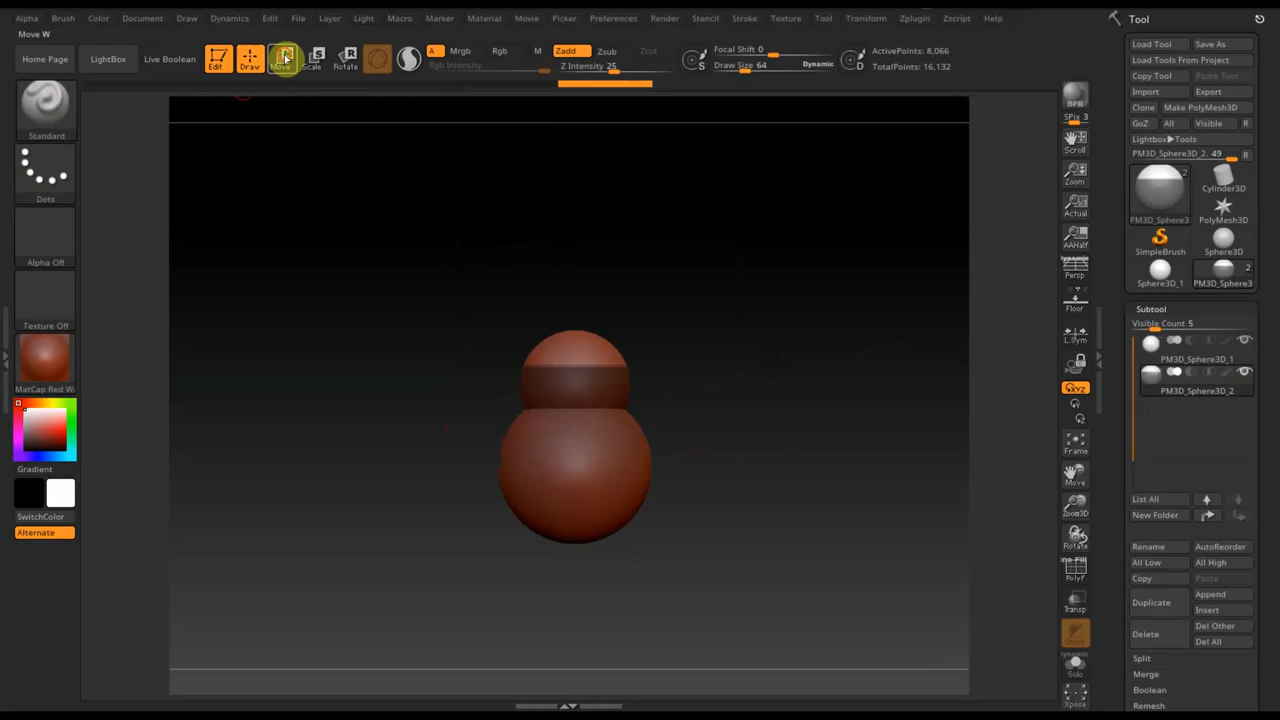 Alpha Brush Color Document Draw Dynamics Edit File Layer Light Macro Marker Material Movie Picker Preferences Render Stencil Stroke Texture Tool Transform Zplugin Zscript Help
Move W
Home Page LightBox Live Boolean Edit Draw Move Scale Rotate
A Mrgb Rgb M Zadd Zsub Zcut
Rgb Intensity Z Intensity 25
Focal Shift 0
Draw Size 64 Dynamic
S D
ActivePoints: 8,066
TotalPoints: 16,132
Standard
Dots
Alpha Off
Texture Off
MatCap Red Wa
Gradient
SwitchColor
Alternate
BPR
SPix 3
Scroll
Zoom
Actual
AAHalf
Persp
Floor
L.Sym
XYZ
Frame
Move
Zoom3D
Rotate
PolyF
Transp
Ghost
Solo
Xpose
Tool
Load Tool Save As
Load Tools From Project
Copy Tool Paste Tool
Import Export
Clone Make PolyMesh3D
GoZ All Visible R
Lightbox▶Tools
PM3D_Sphere3D_2. 49 R
2
PM3D_Sphere3 Cylinder3D
PolyMesh3D
SimpleBrush Sphere3D
2
Sphere3D_1 PM3D_Sphere3
Subtool
Visible Count 5
PM3D_Sphere3D_1
PM3D_Sphere3D_2
List All
New Folder
Rename AutoReorder
All Low All High
Copy Paste
Duplicate Append
Insert
Delete Del Other
Del All
Split
Merge
Boolean
Remesh